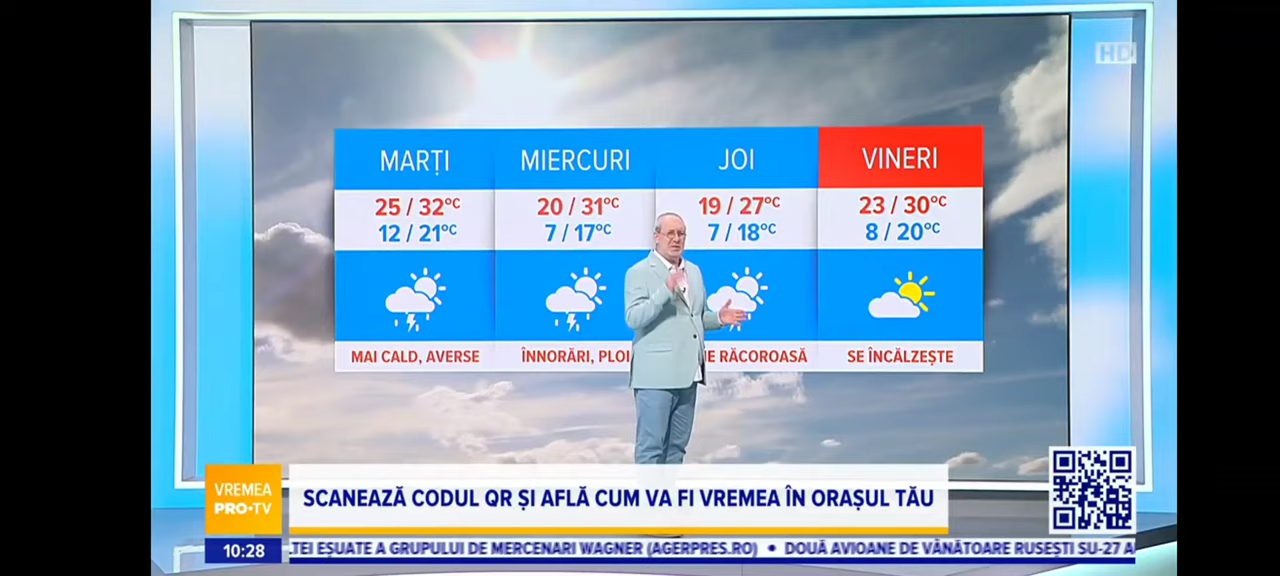 HD
MARȚI
MIERCURI
JOI
VINERI
25 / 32°C
20 / 31°C
19 / 27°C
23 / 30°C
12 / 21°C
7 / 17°C
7 / 18°C
8 / 20°C
MAI CALD, AVERSE
ÎNNORĂRI, PLOI
RĂCOROASĂ
SE ÎNCĂLZEȘTE
VREMEA
PRO•TV
SCANEAZĂ CODUL QR ȘI AFLĂ CUM VA FI VREMEA ÎN ORAȘUL TĂU
10:28
TEI EȘUATE A GRUPULUI DE MERCENARI WAGNER (AGERPRES.RO) • DOUĂ AVIOANE DE VÂNĂTOARE RUSEȘTI SU-27 A